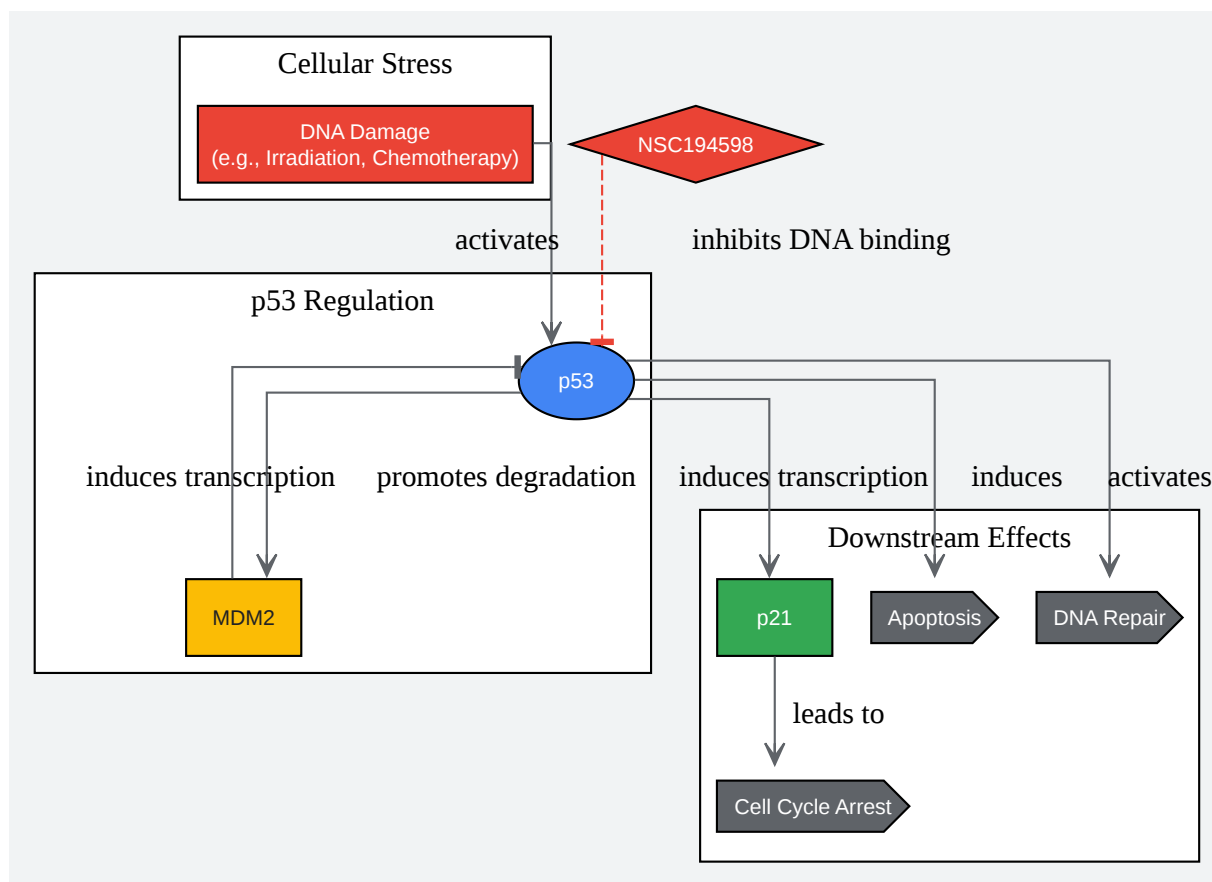 Cellular Stress
DNA Damage
(e.g., Irradiation, Chemotherapy)
NSC194598
activates
inhibits DNA binding
p53 Regulation
p53
induces transcription
promotes degradation
induces transcription
induces
activates
Downstream Effects
MDM2
p21
Apoptosis
DNA Repair
leads to
Cell Cycle Arrest